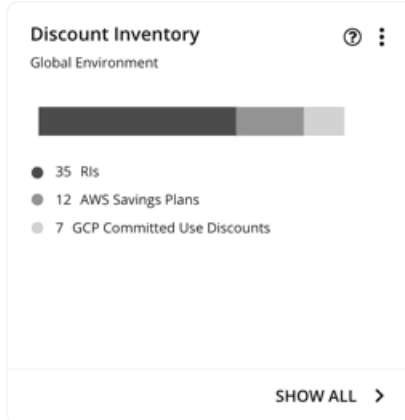 Discount Inventory
Global Environment
35 RIs
12 AWS Savings Plans
7 GCP Committed Use Discounts
SHOW ALL